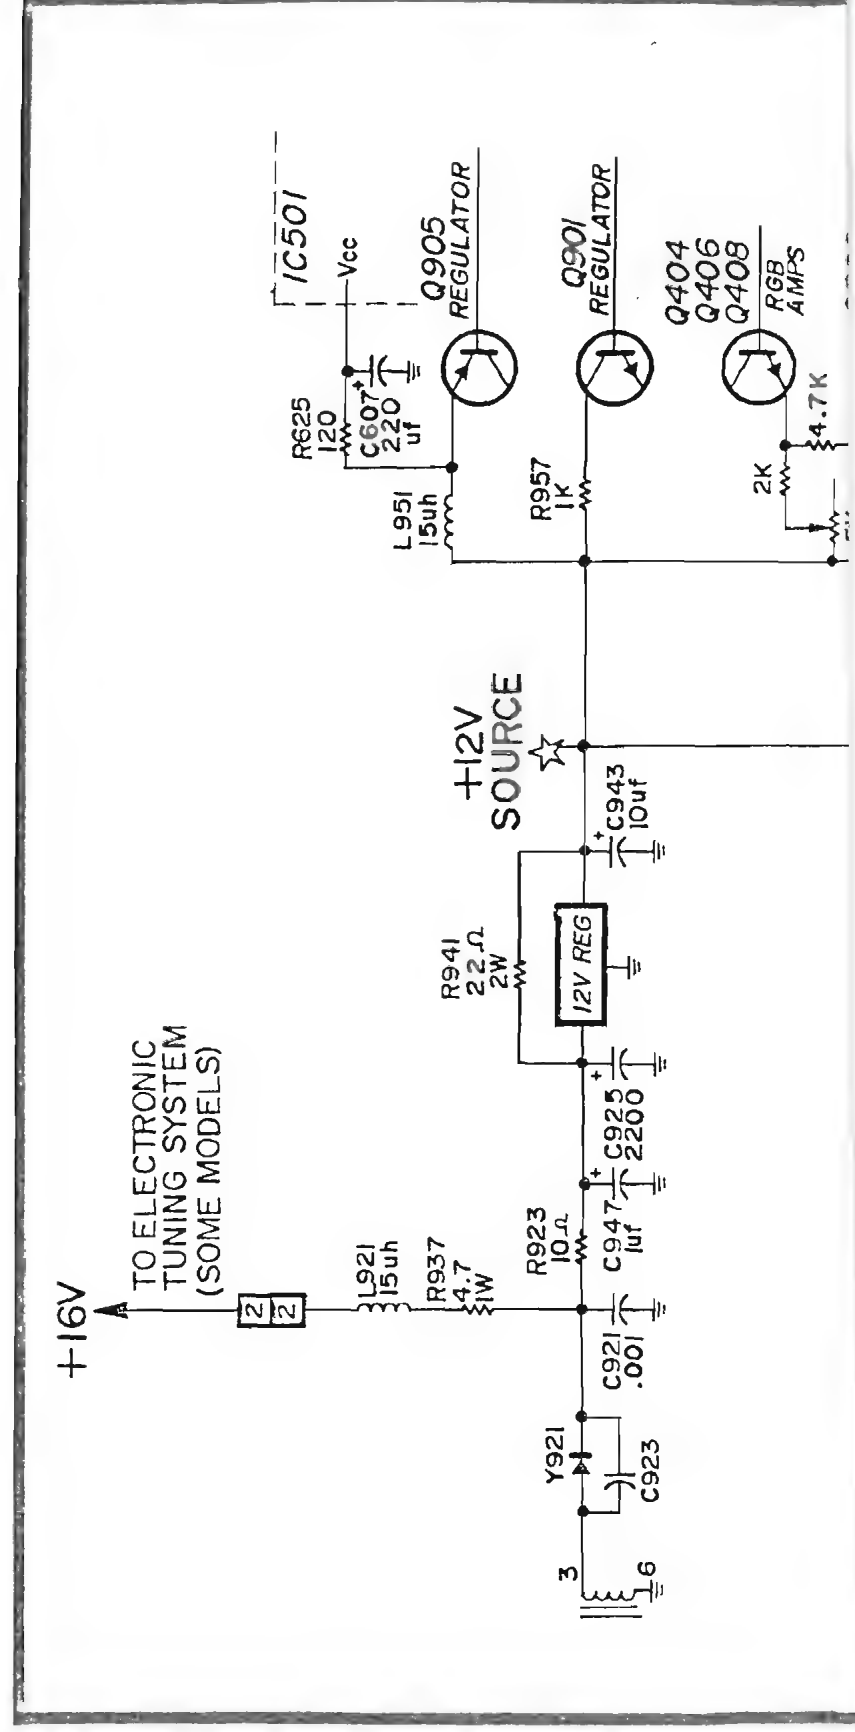 IC501
Vcc
R625
120
C607
220
uf
+
Q905
REGULATOR
L951
15uh
Q901
REGULATOR
R957
1K
Q404
Q406
Q408
RGB
AMPS
2K
4.7K
+12V
SOURCE
+
C943
10uf
R941
22Ω
2W
12V REG
+
C925
2200
+
C947
1uf
R923
10Ω
TO ELECTRONIC
TUNING SYSTEM
(SOME MODELS)
+16V
2
2
L921
15uh
R937
4.7
1W
C921
.001
Y921
C923
3
6